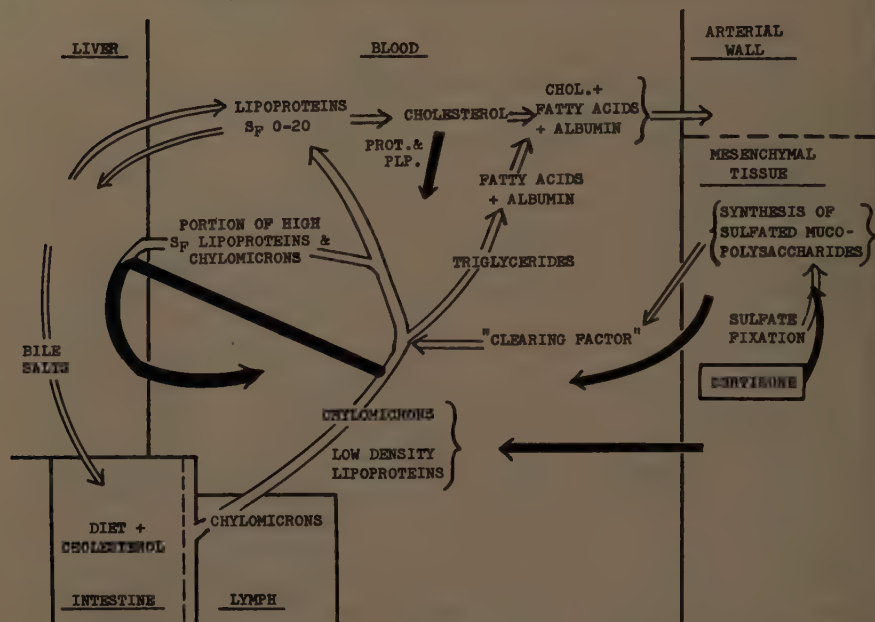 LIVER
BLOOD
ARTERIAL
WALL
LIPOPROTEINS
SF 0-20
CHOLESTEROL
CHOL.+
FATTY ACIDS
+ ALBUMIN
PROT.&
PLP.
FATTY ACIDS
+ ALBUMIN
MESENCHYMAL
TISSUE
SYNTHESIS OF
SULFATED MUCO-
POLYSACCHARIDES
PORTION OF HIGH
SF LIPOPROTEINS &
CHYLOMICRONS
TRIGLYCERIDES
"CLEARING FACTOR"
SULFATE
FIXATION
BILE
SALTS
CORTISONE
CHYLOMICRONS
LOW DENSITY
LIPOPROTEINS
CHYLOMICRONS
DIET +
CHOLESTEROL
INTESTINE
LYMPH